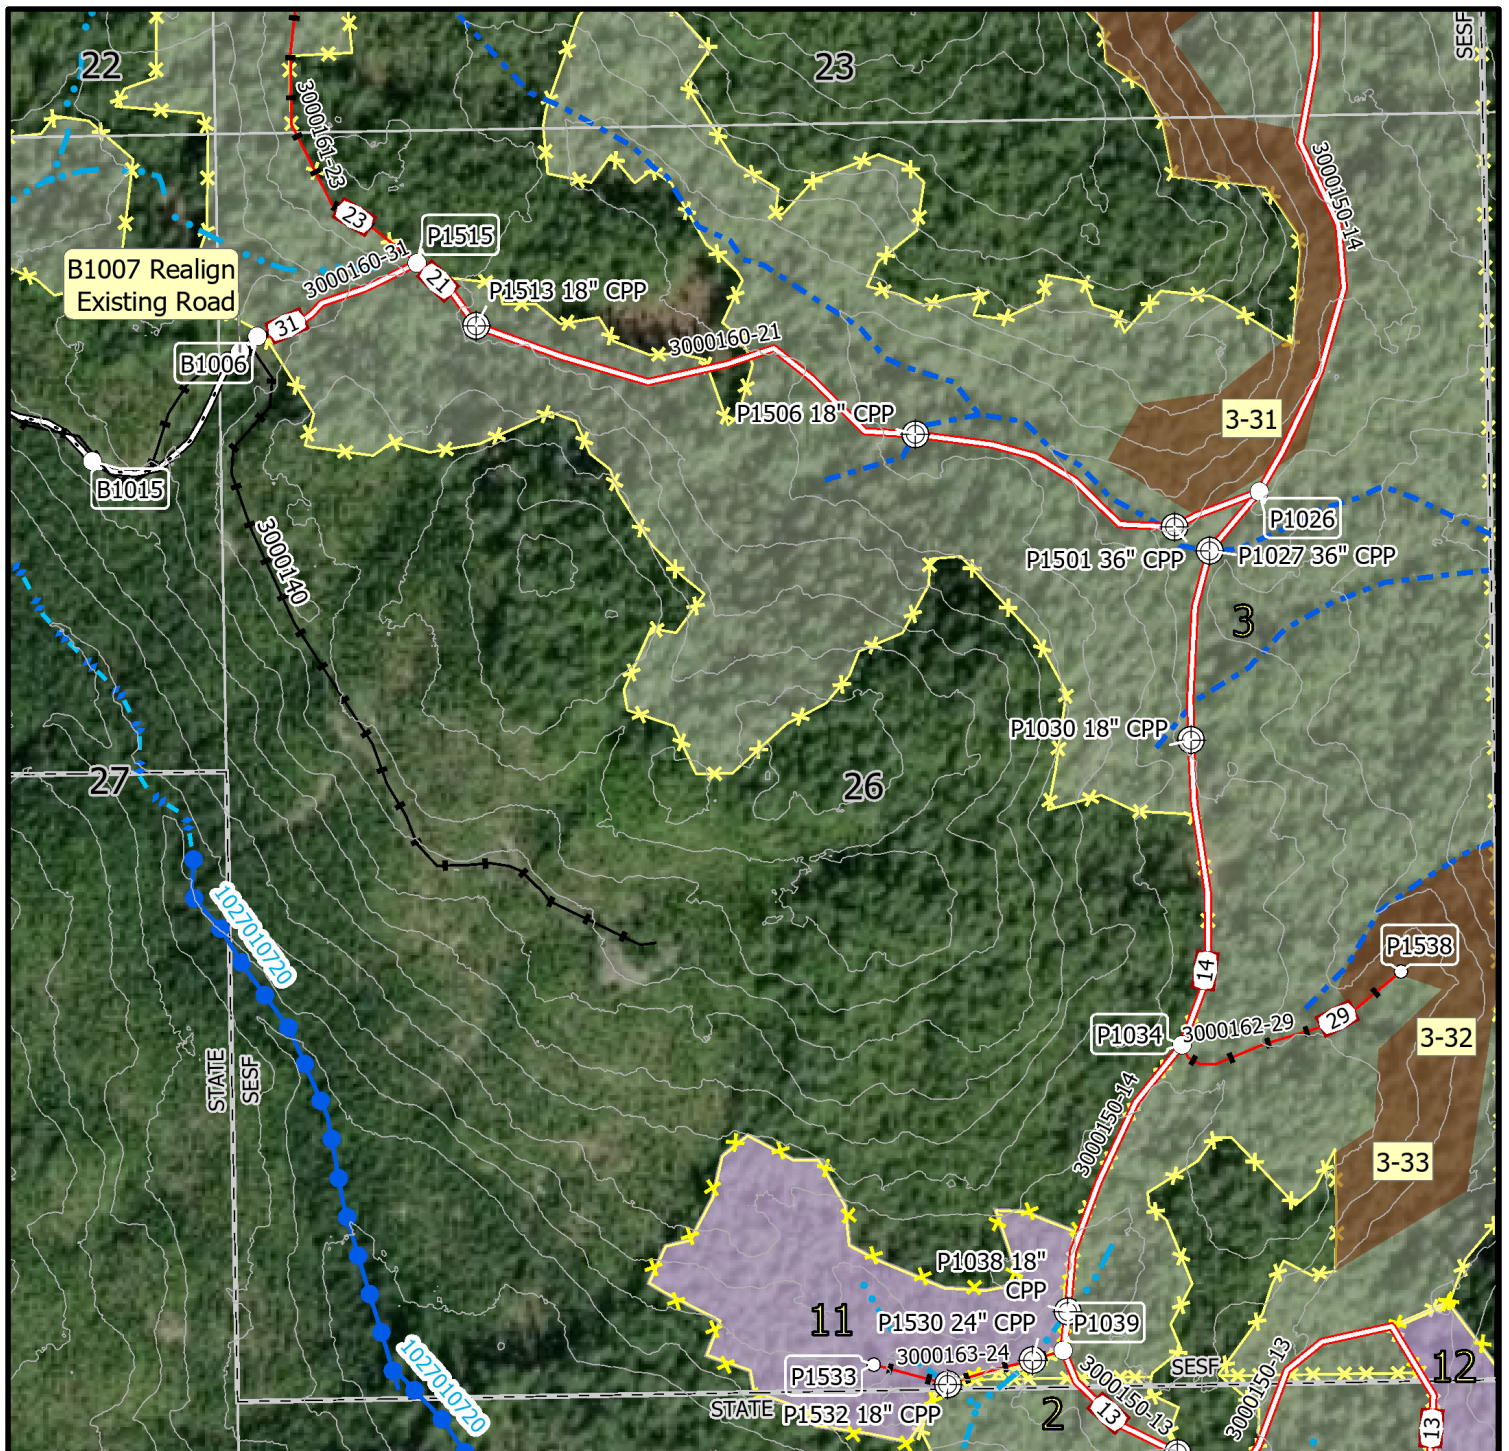 22
23
SESF
3000161-23
3000150-14
23
P1515
B1007 Realign
Existing Road
3000160-31
21
P1513 18" CPP
31
3000160-21
B1006
P1506 18" CPP
3-31
B1015
P1026
3000140
P1501 36" CPP
P1027 36" CPP
3
P1030 18" CPP
27
26
1027010720
P1538
14
P1034
3000162-29
29
3-32
STATE
SESF
3000150-14
3-33
P1038 18"
CPP
11
P1530 24" CPP
P1039
3000163-24
P1533
3000150-13
SESF
3000150-13
12
1027010720
STATE
P1532 18" CPP
2
13
13